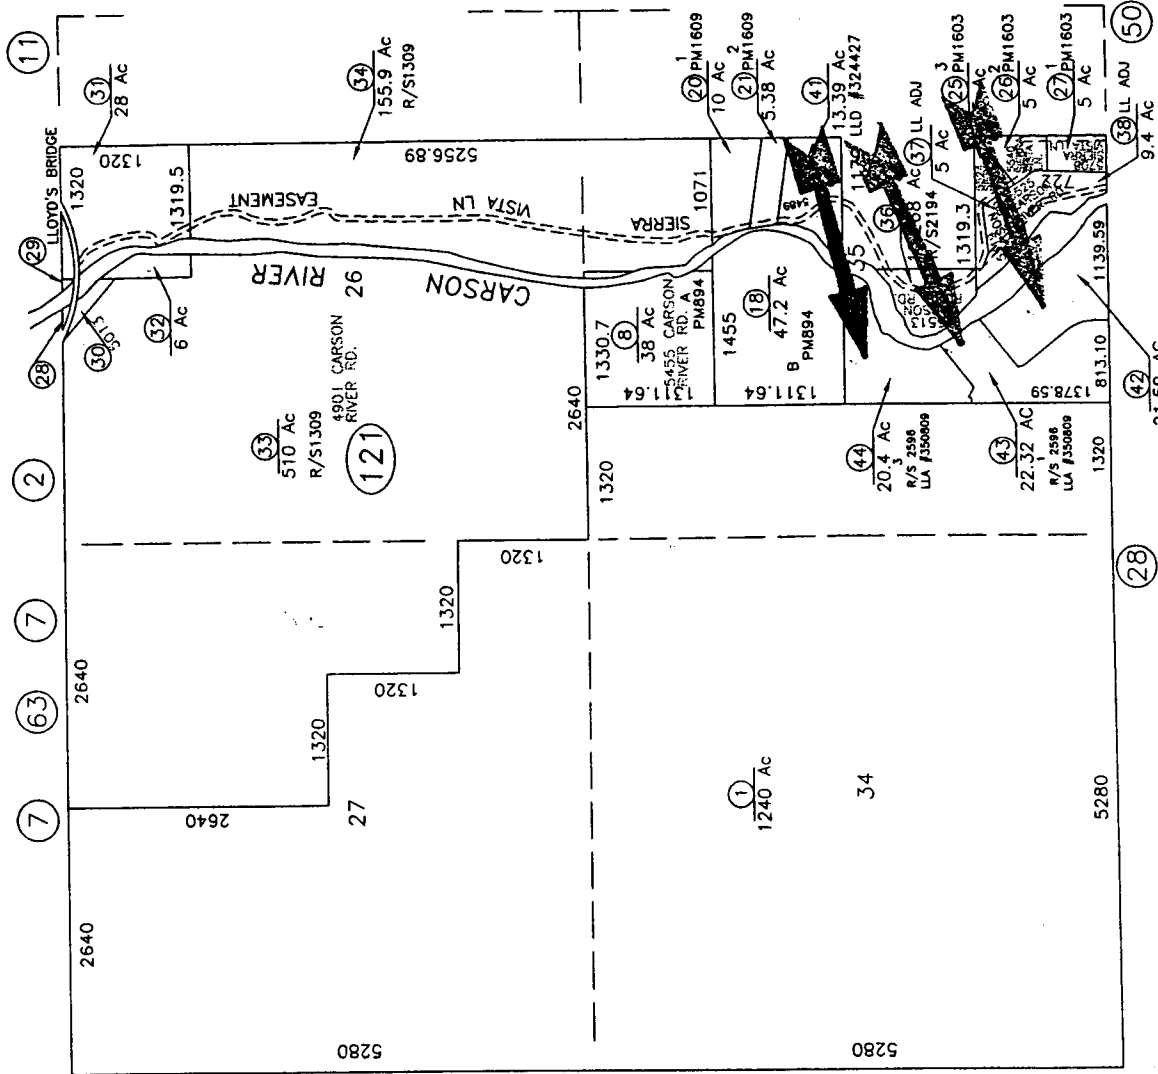 11
2
7
63
7
LLOYD'S BRIDGE
29
28
30
5013
31
28 Ac
1320
1320
1319.5
32
6 Ac
34
155.9 Ac
R/S1309
5256.89
EASEMENT
VISTA LN
SIERRA
CARSON
RIVER
26
33
510 Ac
R/S1309
4901 CARSON
RIVER RD.
121
2640
2640
2640
1320
1320
1320
1320
27
2640
1320
1330.7
8
38 Ac
5455 CARSON
RIVER RD. A
PM894
1311.64
1071
1
20 PM1609
10 Ac
2
21 PM1609
5.38 Ac
41
13.39 Ac
LLD #324427
1455
18
47.2 Ac
B
PM894
1311.64
5489
35
36
S2194
1319.3
37 LL ADJ
5 Ac
3
25 PM1603
5 Ac
2
26 PM1603
5 Ac
1
27 PM1603
5 Ac
38 LL ADJ
9.4 Ac
722
5513
44
20.4 Ac
3
R/S 2598
LLA #350809
43
22.32 AC
1
R/S 2598
LLA #350809
1378.59
813.10
1139.59
42
1320
1
1240 Ac
34
5280
5280
5280
28
50